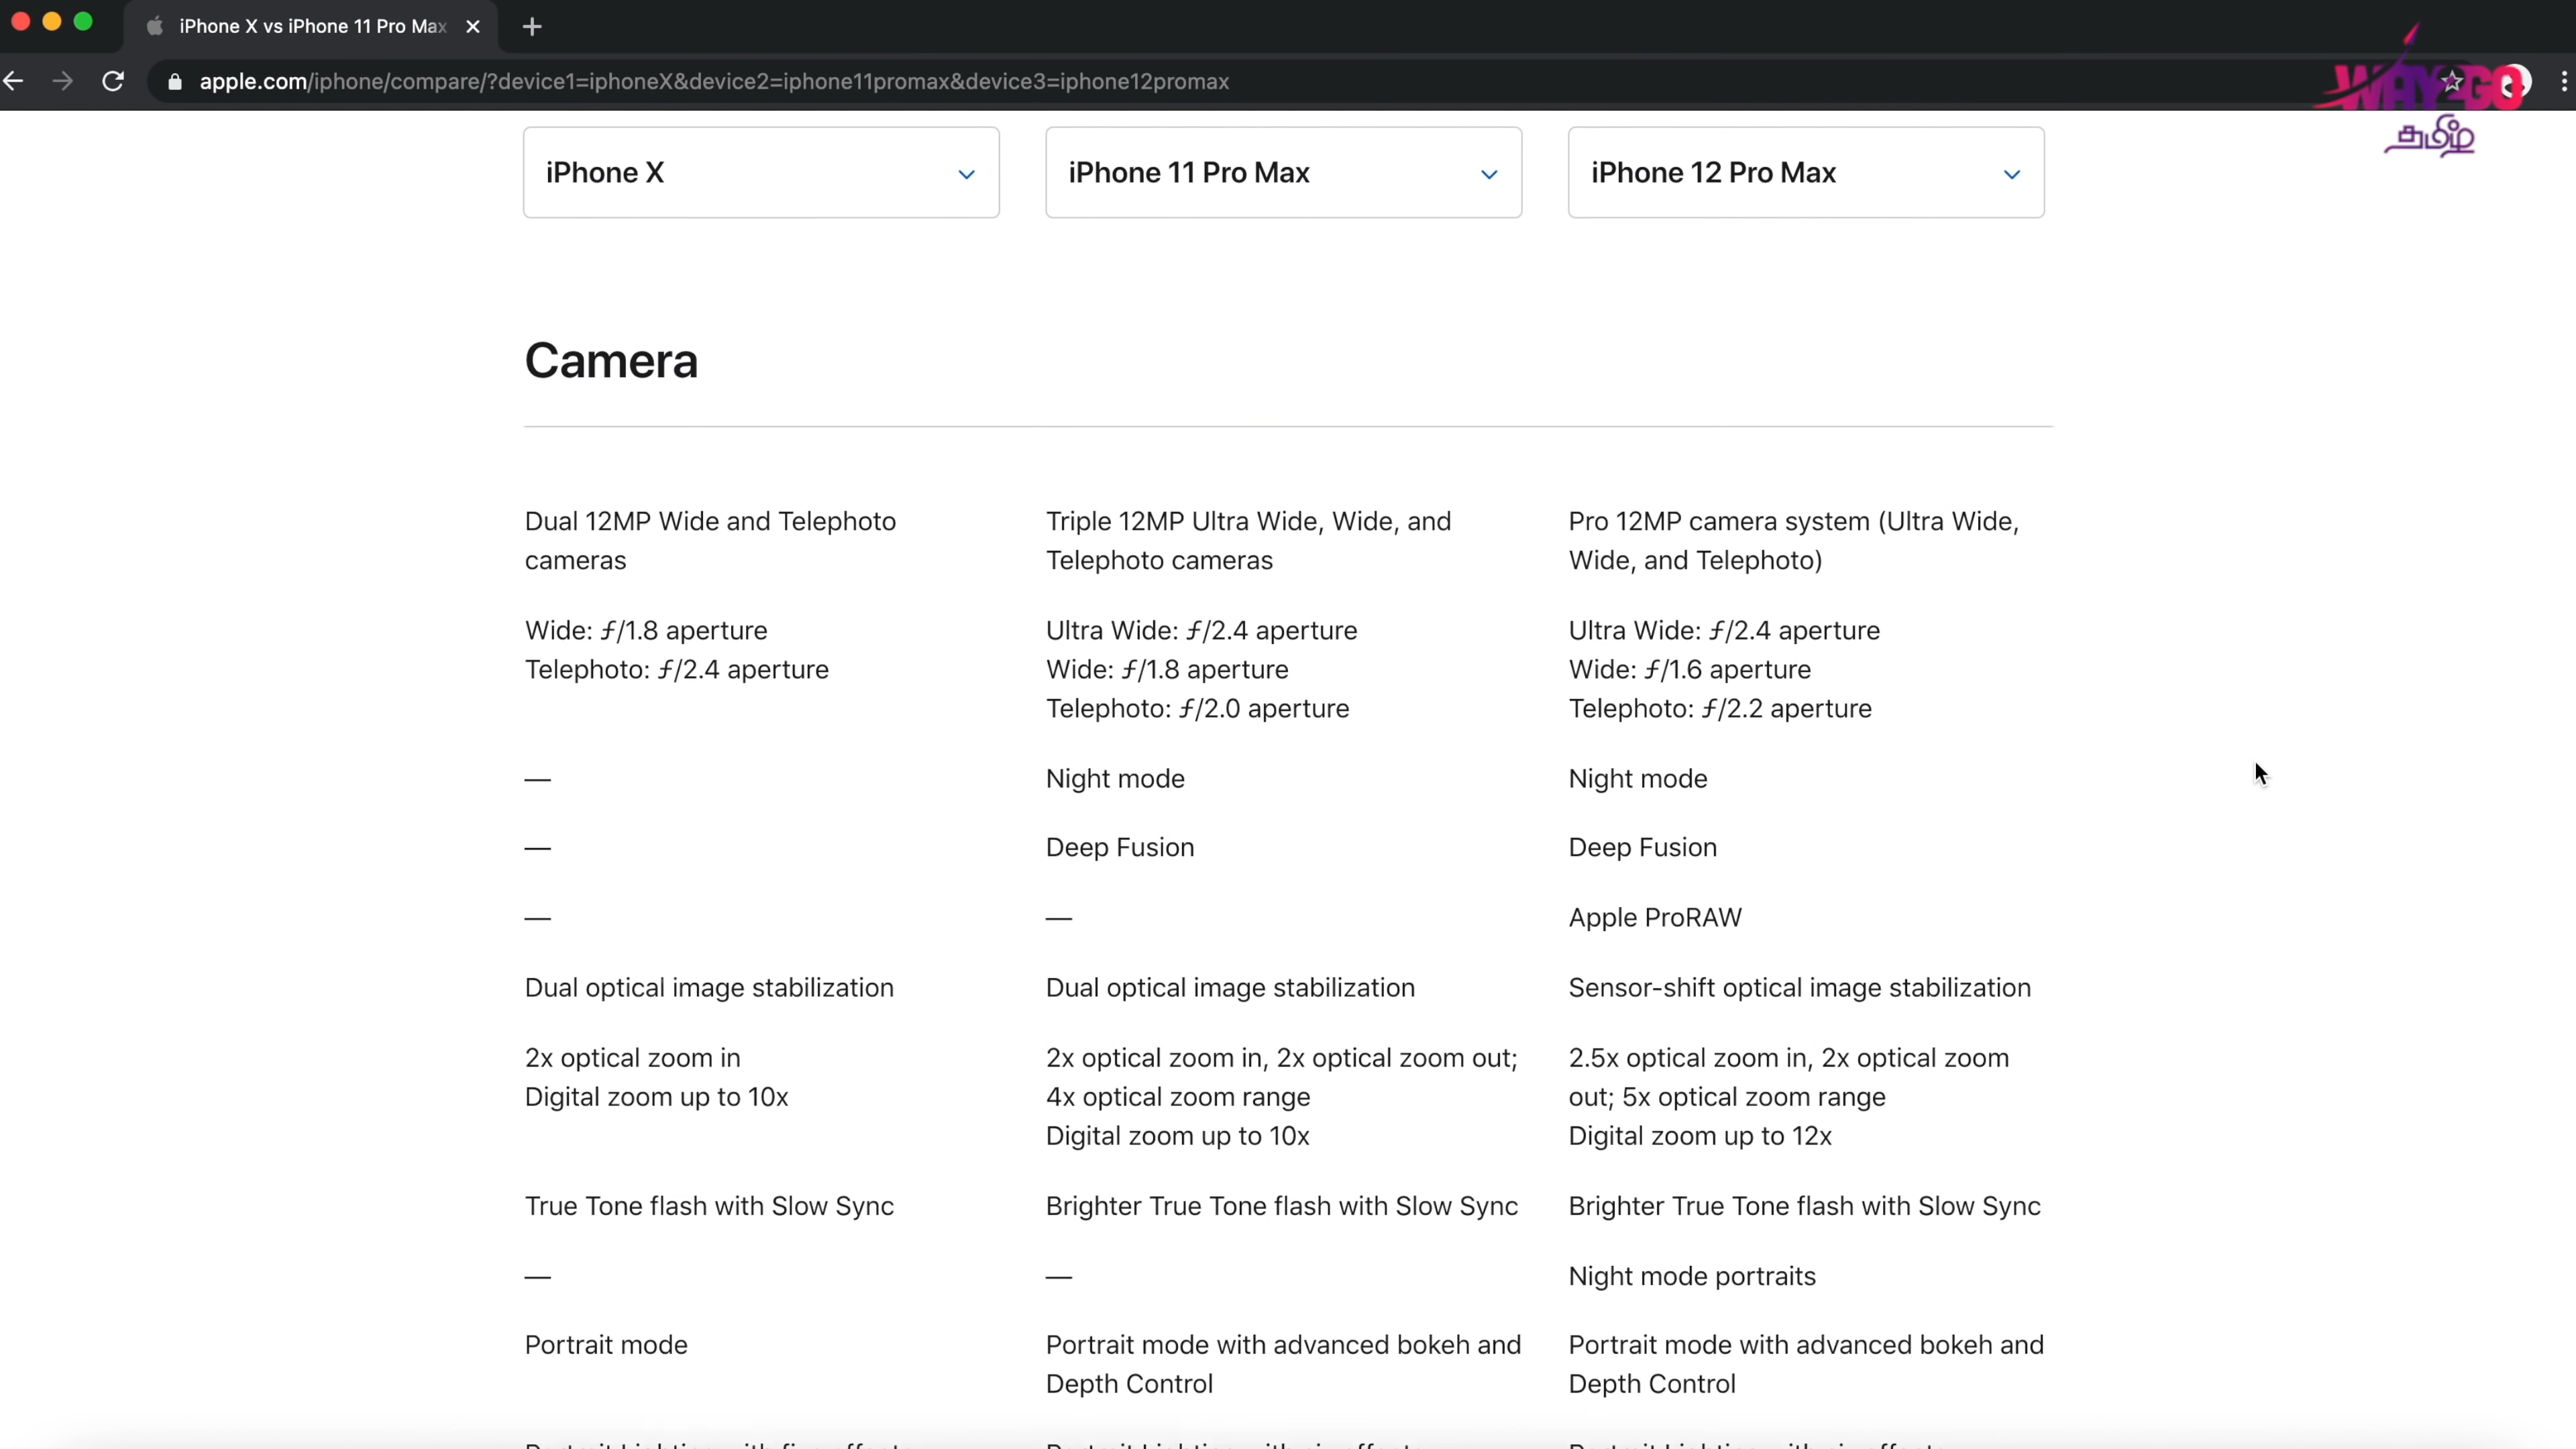 iPhone X vs iPhone 11 Pro Max
apple.com/iphone/compare/?device1=iphoneX&device2=iphone11promax&device3=iphone12promax
WAY2GO
தமிழ்
iPhone X
iPhone 11 Pro Max
iPhone 12 Pro Max
Camera
Dual 12MP Wide and Telephoto
cameras
Triple 12MP Ultra Wide, Wide, and
Telephoto cameras
Pro 12MP camera system (Ultra Wide,
Wide, and Telephoto)
Wide: ƒ/1.8 aperture
Telephoto: ƒ/2.4 aperture
Ultra Wide: ƒ/2.4 aperture
Wide: ƒ/1.8 aperture
Telephoto: ƒ/2.0 aperture
Ultra Wide: ƒ/2.4 aperture
Wide: ƒ/1.6 aperture
Telephoto: ƒ/2.2 aperture
—
Night mode
Night mode
—
Deep Fusion
Deep Fusion
—
—
Apple ProRAW
Dual optical image stabilization
Dual optical image stabilization
Sensor-shift optical image stabilization
2x optical zoom in
Digital zoom up to 10x
2x optical zoom in, 2x optical zoom out;
4x optical zoom range
Digital zoom up to 10x
2.5x optical zoom in, 2x optical zoom
out; 5x optical zoom range
Digital zoom up to 12x
True Tone flash with Slow Sync
Brighter True Tone flash with Slow Sync
Brighter True Tone flash with Slow Sync
—
—
Night mode portraits
Portrait mode
Portrait mode with advanced bokeh and
Depth Control
Portrait mode with advanced bokeh and
Depth Control